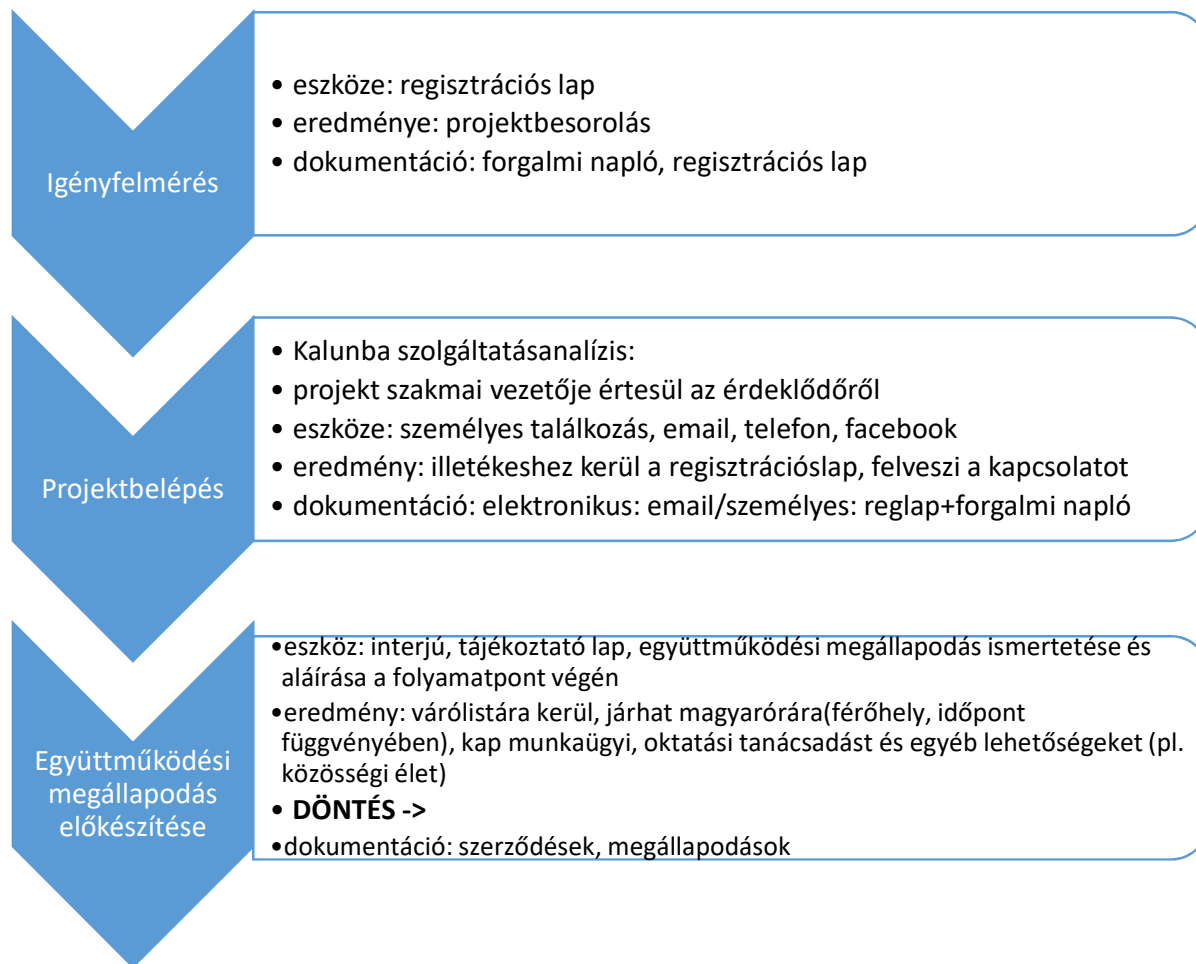 Igényfelmérés
• eszköze: regisztrációs lap
• eredménye: projektbesorolás
• dokumentáció: forgalmi napló, regisztrációs lap
Projektbelépés
• Kalunba szolgáltatásanalízis:
• projekt szakmai vezetője értesül az érdeklődőről
• eszköze: személyes találkozás, email, telefon, facebook
• eredmény: illetékeshez kerül a regisztrációslap, felveszi a kapcsolatot
• dokumentáció: elektronikus: email/személyes: reglap+forgalmi napló
Együttműködési
megállapodás
előkészítése
•eszköz: interjú, tájékoztató lap, együttműködési megállapodás ismertetése és
aláírása a folyamatpont végén
•eredmény: várólistára kerül, járhat magyarórára(férőhely, időpont
függvényében), kap munkaügyi, oktatási tanácsadást és egyéb lehetőségeket (pl.
közösségi élet)
• DÖNTÉS ->
•dokumentáció: szerződések, megállapodások